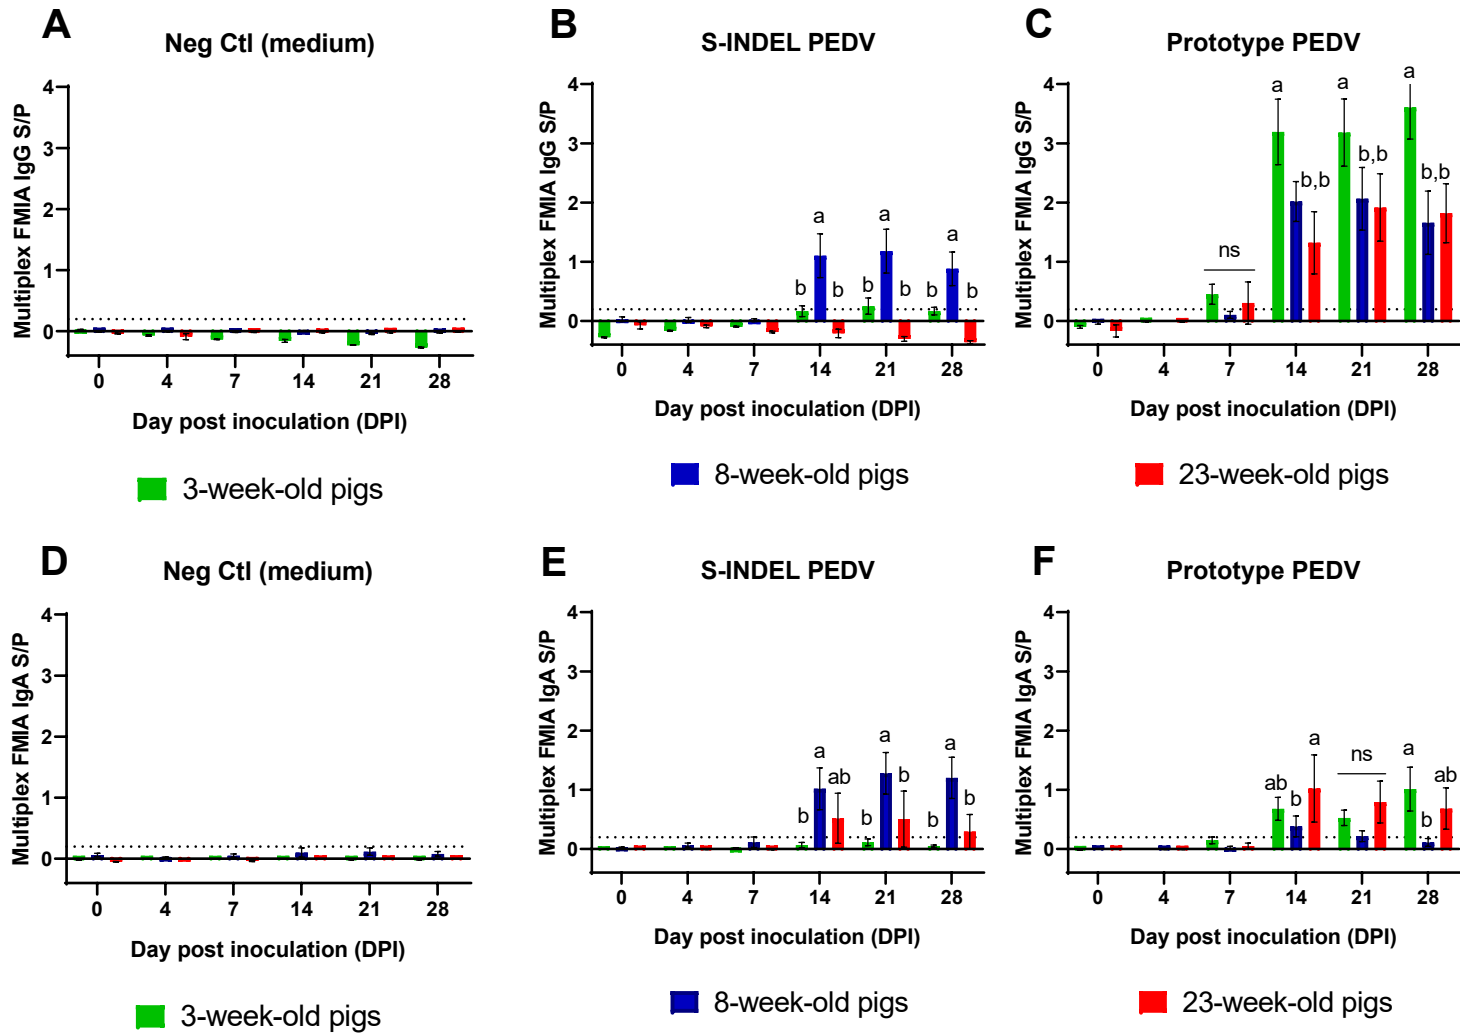 A
Neg Ctl (medium)
Multiplex FMIA IgG S/P
4
3
2
1
0
0 4 7 14 21 28
Day post inoculation (DPI)
B
S-INDEL PEDV
Multiplex FMIA IgG S/P
4
3
2
1
0
b a b b a b b a b
0 4 7 14 21 28
Day post inoculation (DPI)
C
Prototype PEDV
Multiplex FMIA IgG S/P
4
3
2
1
0
ns a b,b a b,b a b,b
0 4 7 14 21 28
Day post inoculation (DPI)
3-week-old pigs
8-week-old pigs
23-week-old pigs
D
Neg Ctl (medium)
Multiplex FMIA IgA S/P
4
3
2
1
0
0 4 7 14 21 28
Day post inoculation (DPI)
E
S-INDEL PEDV
Multiplex FMIA IgA S/P
4
3
2
1
0
b a ab b a b b a b
0 4 7 14 21 28
Day post inoculation (DPI)
F
Prototype PEDV
Multiplex FMIA IgA S/P
4
3
2
1
0
ab b a ns a b ab
0 4 7 14 21 28
Day post inoculation (DPI)
3-week-old pigs
8-week-old pigs
23-week-old pigs